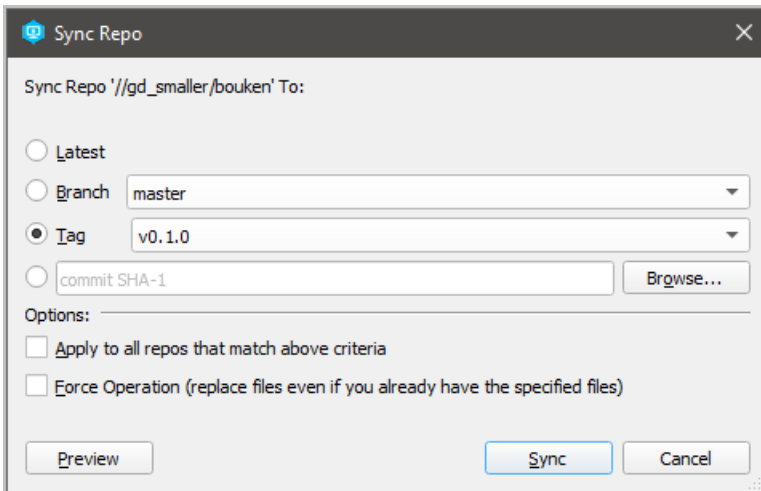 Sync Repo
Sync Repo '//gd_smaller/bouken' To:
Latest
Branch master
Tag v0.1.0
commit SHA-1 Browse...
Options:
Apply to all repos that match above criteria
Force Operation (replace files even if you already have the specified files)
Preview Sync Cancel